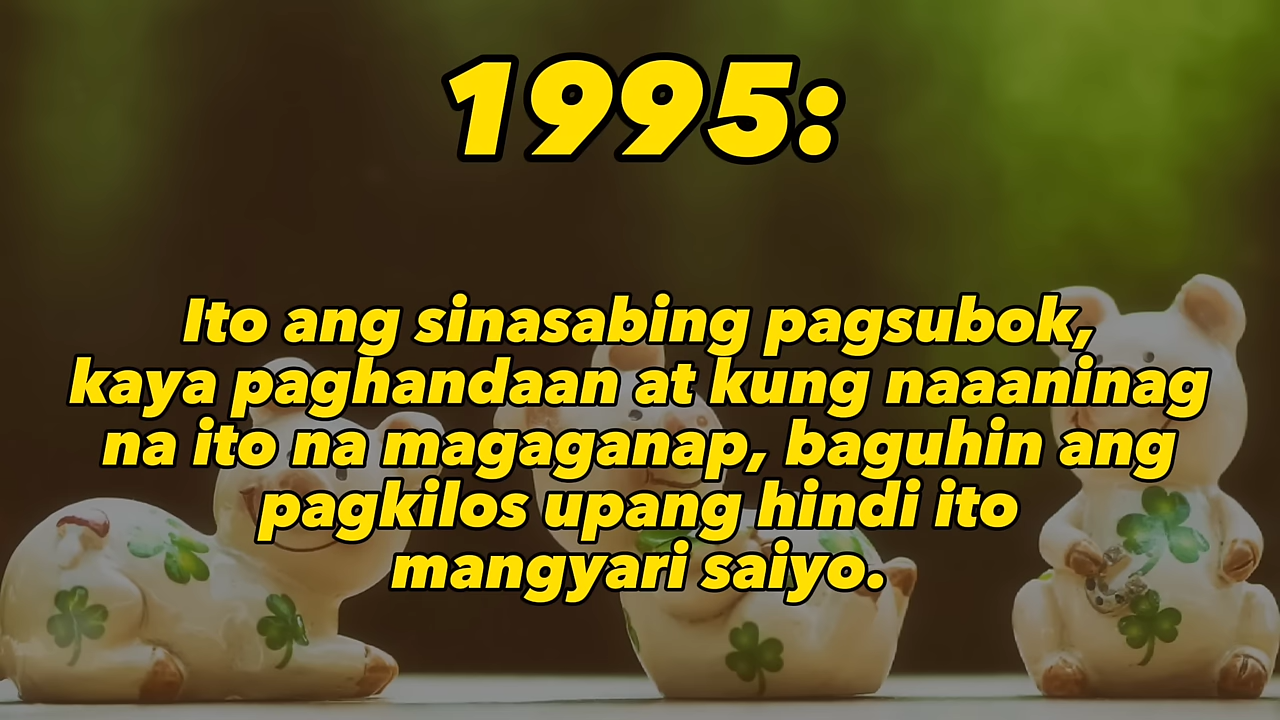 1995:
Ito ang sinasabing pagsubok,
kaya paghandaan at kung naaaninag
na ito na magaganap, baguhin ang
pagkilos upang hindi ito
mangyari saiyo.